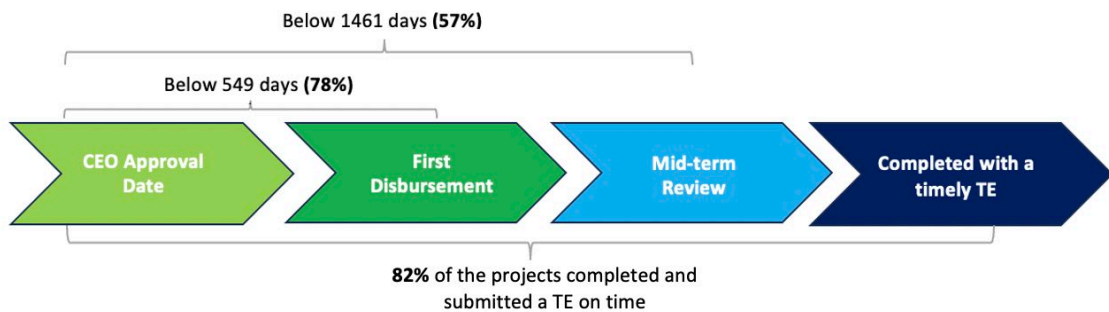 Below 1461 days (57%)
Below 549 days (78%)
CEO Approval
Date
First
Disbursement
Mid-term
Review
Completed with a
timely TE
82% of the projects completed and
submitted a TE on time